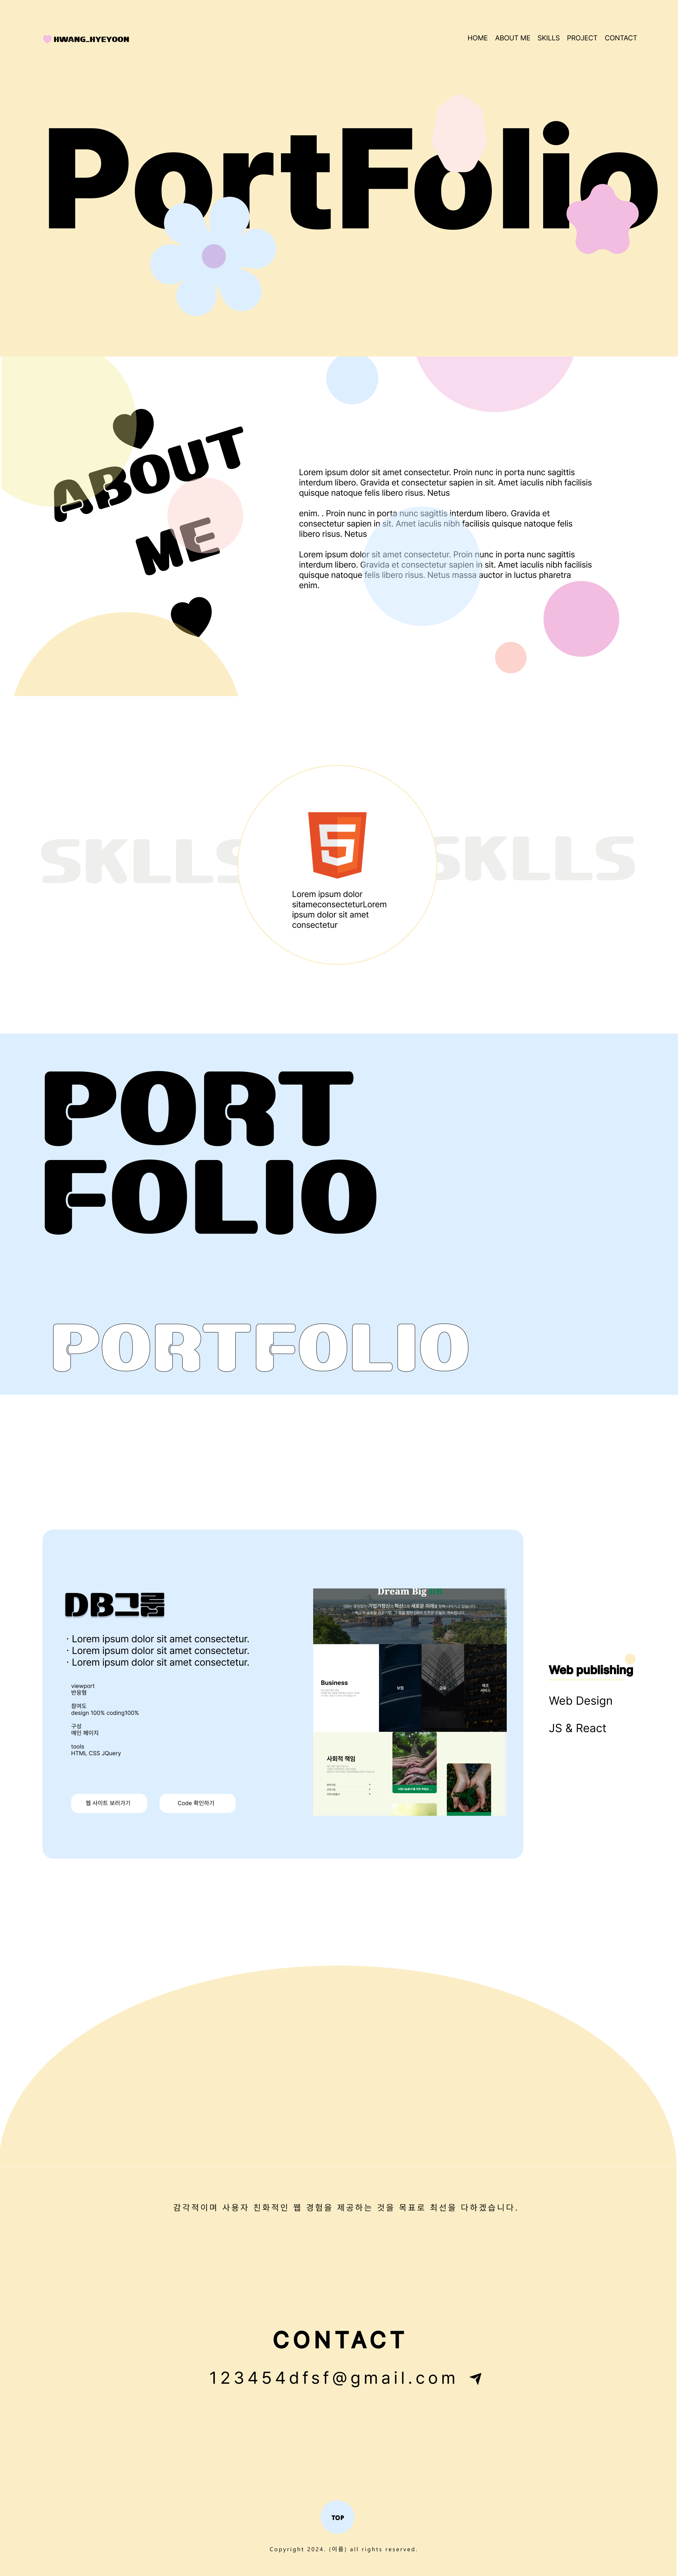 HWANG_HYEYOON
HOME ABOUT ME SKILLS PROJECT CONTACT
PortFolio
ABOUT
ME
Lorem ipsum dolor sit amet consectetur. Proin nunc in porta nunc sagittis
interdum libero. Gravida et consectetur sapien in sit. Amet iaculis nibh facilisis
quisque natoque felis libero risus. Netus
enim. . Proin nunc in porta nunc sagittis interdum libero. Gravida et
consectetur sapien in sit. Amet iaculis nibh facilisis quisque natoque felis
libero risus. Netus
Lorem ipsum dolor sit amet consectetur. Proin nunc in porta nunc sagittis
interdum libero. Gravida et consectetur sapien in sit. Amet iaculis nibh facilisis
quisque natoque felis libero risus. Netus massa auctor in luctus pharetra
enim.
SKLLS
SKLLS
5
Lorem ipsum dolor
sitameconsecteturLorem
ipsum dolor sit amet
consectetur
PORT
FOLIO
PORTFOLIO
DB그룹
· Lorem ipsum dolor sit amet consectetur.
· Lorem ipsum dolor sit amet consectetur.
· Lorem ipsum dolor sit amet consectetur.
viewport
반응형
참여도
design 100% coding100%
구성
메인 페이지
tools
HTML CSS JQuery
웹 사이트 보러가기
Code 확인하기
Dream Big
Business
보험
금융
제조
서비스
사회적 책임
Web publishing
Web Design
JS & React
감각적이며 사용자 친화적인 웹 경험을 제공하는 것을 목표로 최선을 다하겠습니다.
CONTACT
123454dfsf@gmail.com
TOP
Copyright 2024. (이름) all rights reserved.